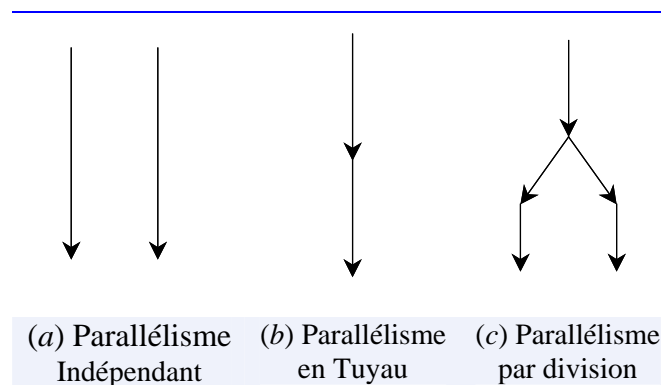 (a) Parallélisme
Indépendant
(b) Parallélisme
en Tuyau
(c) Parallélisme
par division